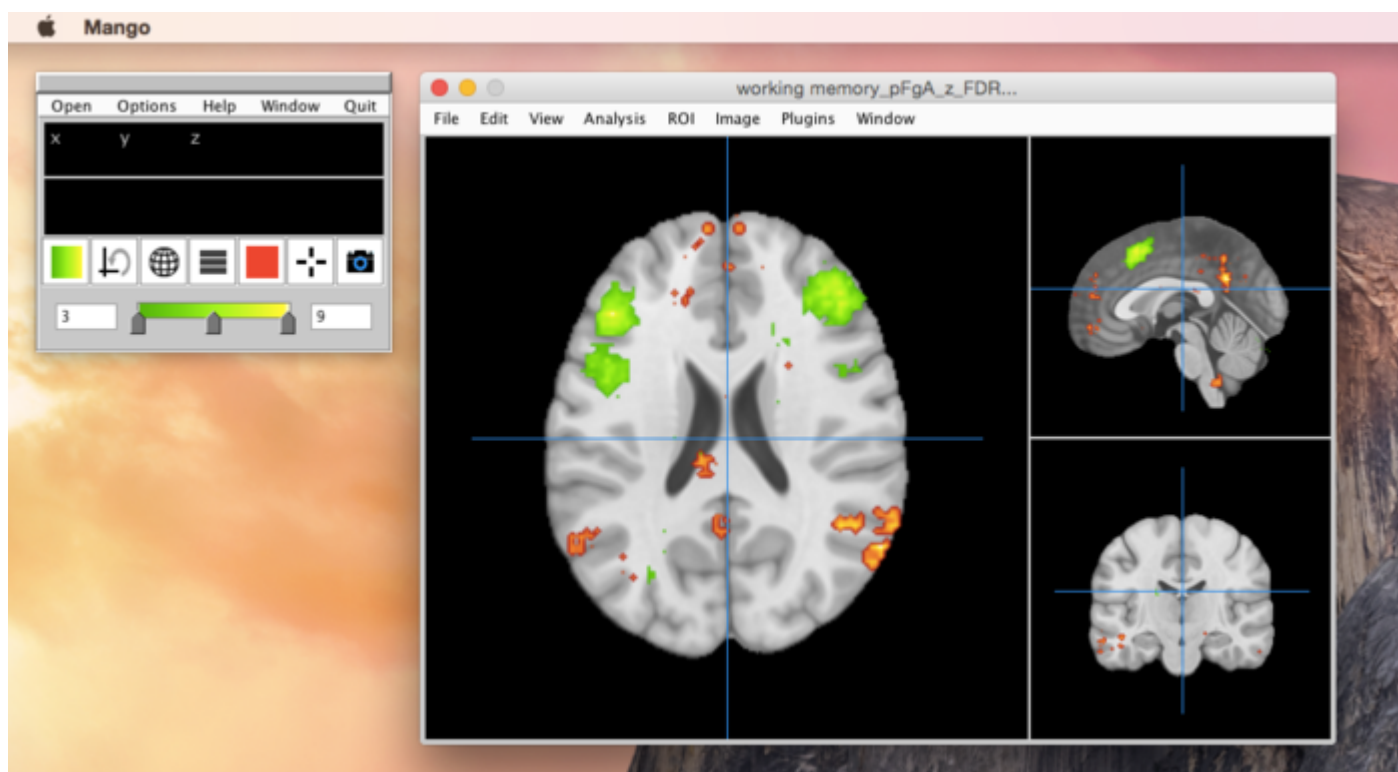 Mango
working memory_pFgA_z_FDR...
Open Options Help Window Quit
File Edit View Analysis ROI Image Plugins Window
x y z
3 9